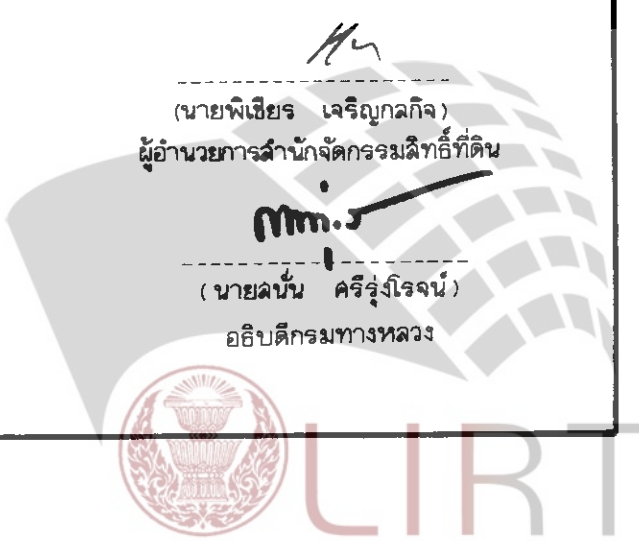 (นายพิเชียร เจริญกลกิจ)
ผู้อำนวยการสำนักจัดกรรมสิทธิ์ที่ดิน
(นายสนั่น ศรีรุ่งโรจน์)
อธิบดีกรมทางหลวง
LIRT